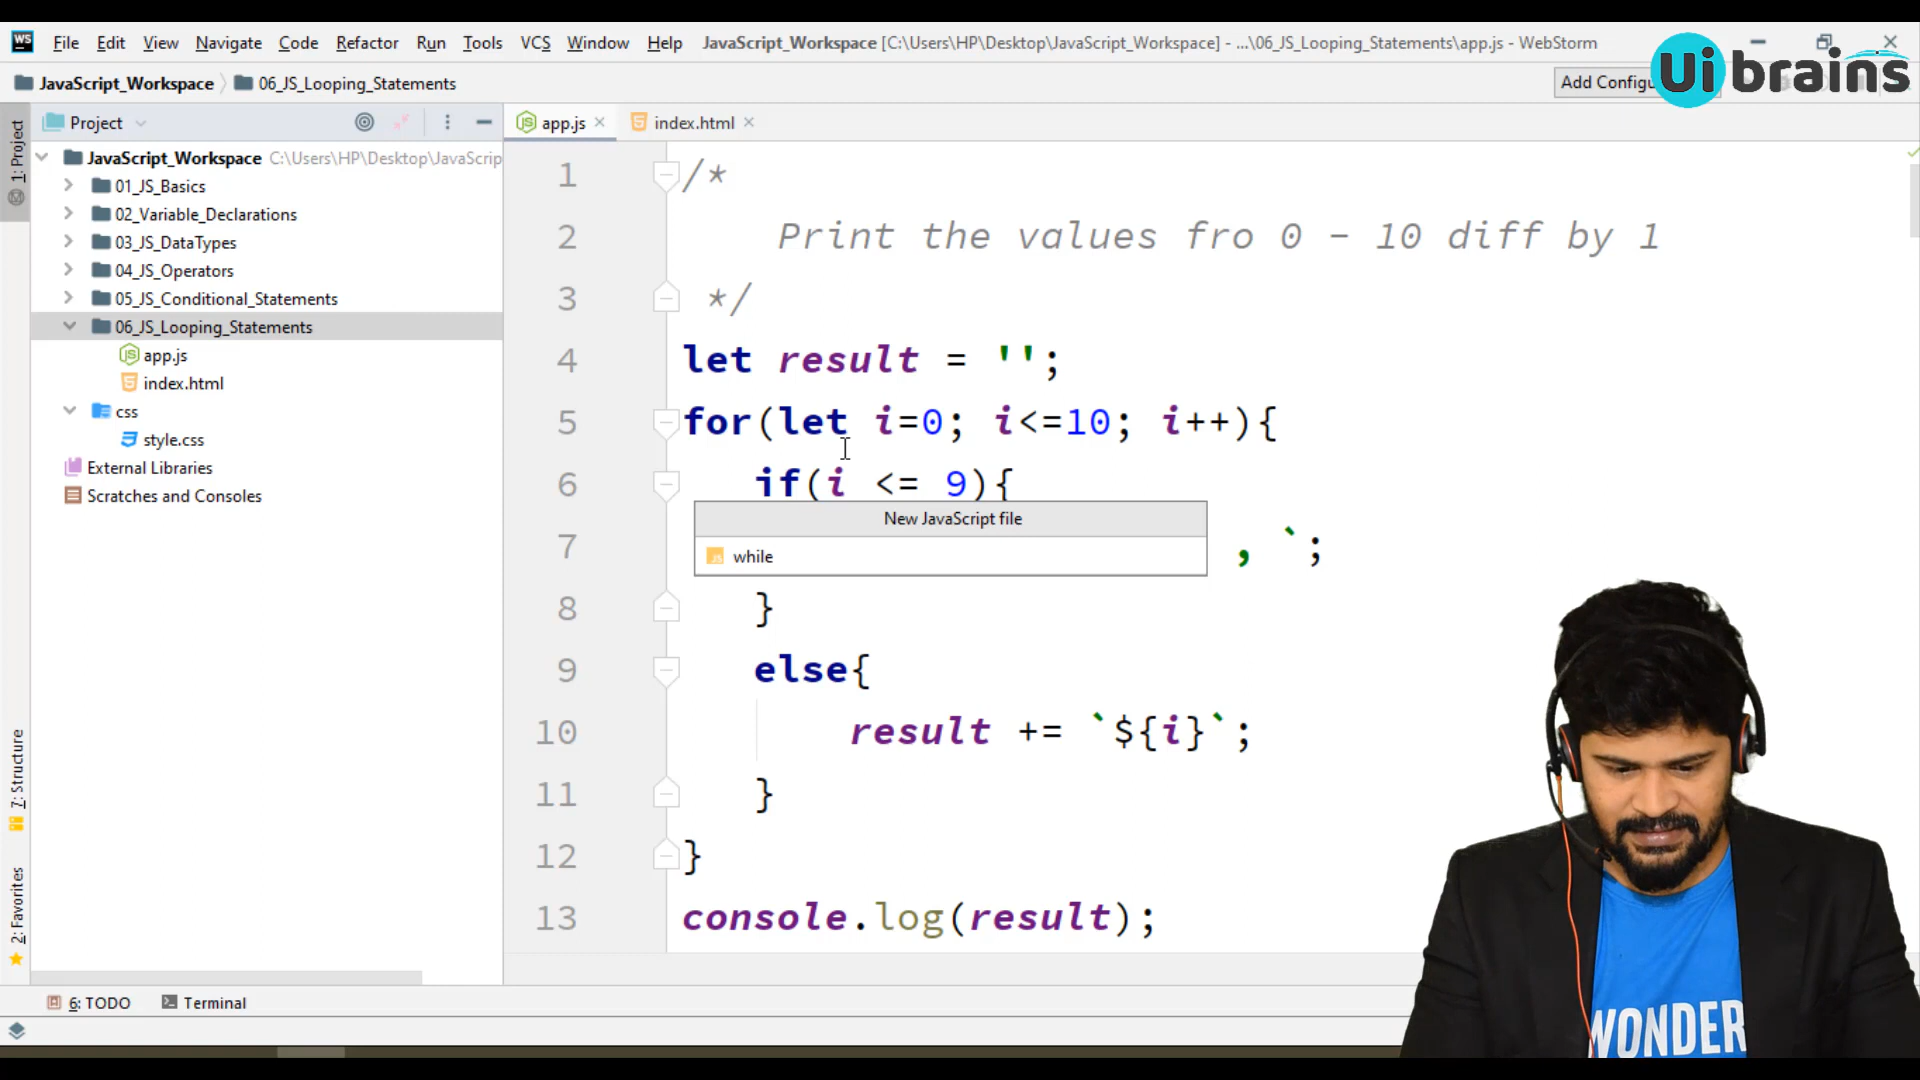 WS File Edit View Navigate Code Refactor Run Tools VCS Window Help JavaScript_Workspace [C:\Users\HP\Desktop\JavaScript_Workspace] - ...\06_JS_Looping_Statements\app.js - WebStorm
JavaScript_Workspace 06_JS_Looping_Statements Add Configu
Ui brains
1: Project
Project
app.js index.html
JavaScript_Workspace C:\Users\HP\Desktop\JavaScrip
01_JS_Basics
02_Variable_Declarations
03_JS_DataTypes
04_JS_Operators
05_JS_Conditional_Statements
06_JS_Looping_Statements
app.js
index.html
css
style.css
External Libraries
Scratches and Consoles
1 /*
2 Print the values fro 0 - 10 diff by 1
3 */
4 let result = '';
5 for(let i=0; i<=10; i++){
6 if(i <= 9){
New JavaScript file
JS while
7 , `;
8 }
9 else{
10 result += `${i}`;
11 }
12 }
13 console.log(result);
7: Structure
2: Favorites
6: TODO Terminal
WONDER